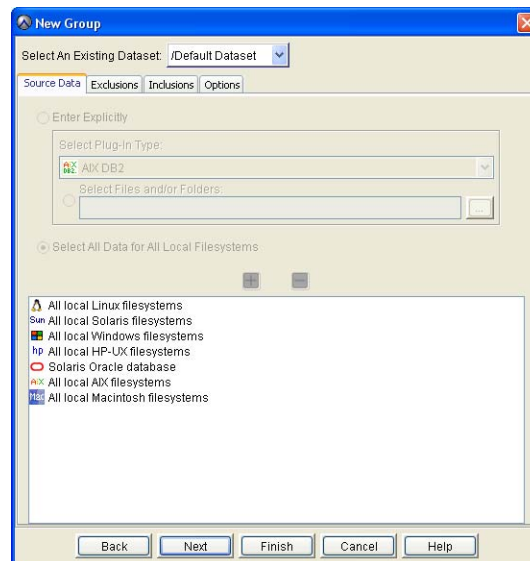 New Group
Select An Existing Dataset: /Default Dataset
Source Data Exclusions Inclusions Options
Enter Explicitly
Select Plug-In Type:
AIX DB2 AIX DB2
Select Files and/or Folders:
...
Select All Data for All Local Filesystems
+ −
All local Linux filesystems
Sun All local Solaris filesystems
All local Windows filesystems
hp All local HP-UX filesystems
Solaris Oracle database
AIX All local AIX filesystems
Mac All local Macintosh filesystems
Back Next Finish Cancel Help